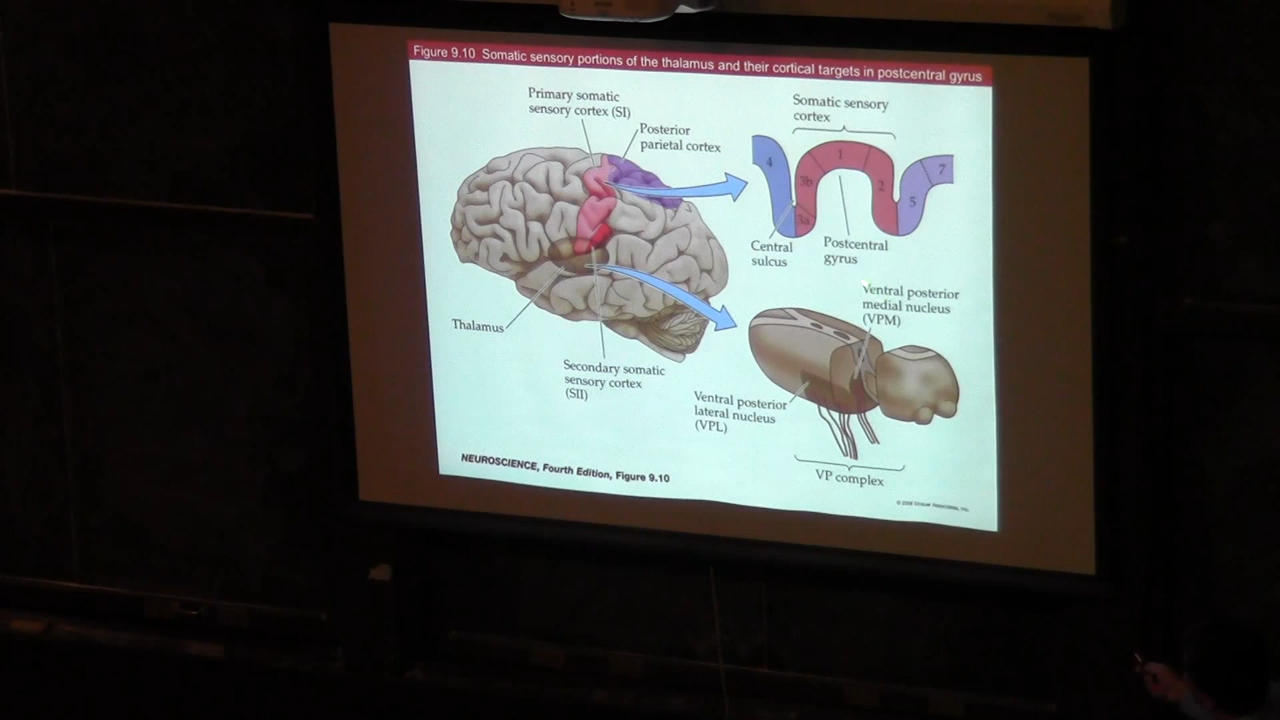 Figure 9.10 Somatic sensory portions of the thalamus and their cortical targets in postcentral gyrus
Primary somatic
sensory cortex (SI)
Posterior
parietal cortex
Somatic sensory
cortex
4
3b
3a
1
2
5
7
Central
sulcus
Postcentral
gyrus
Thalamus
Secondary somatic
sensory cortex
(SII)
Ventral posterior
medial nucleus
(VPM)
Ventral posterior
lateral nucleus
(VPL)
VP complex
NEUROSCIENCE, Fourth Edition, Figure 9.10